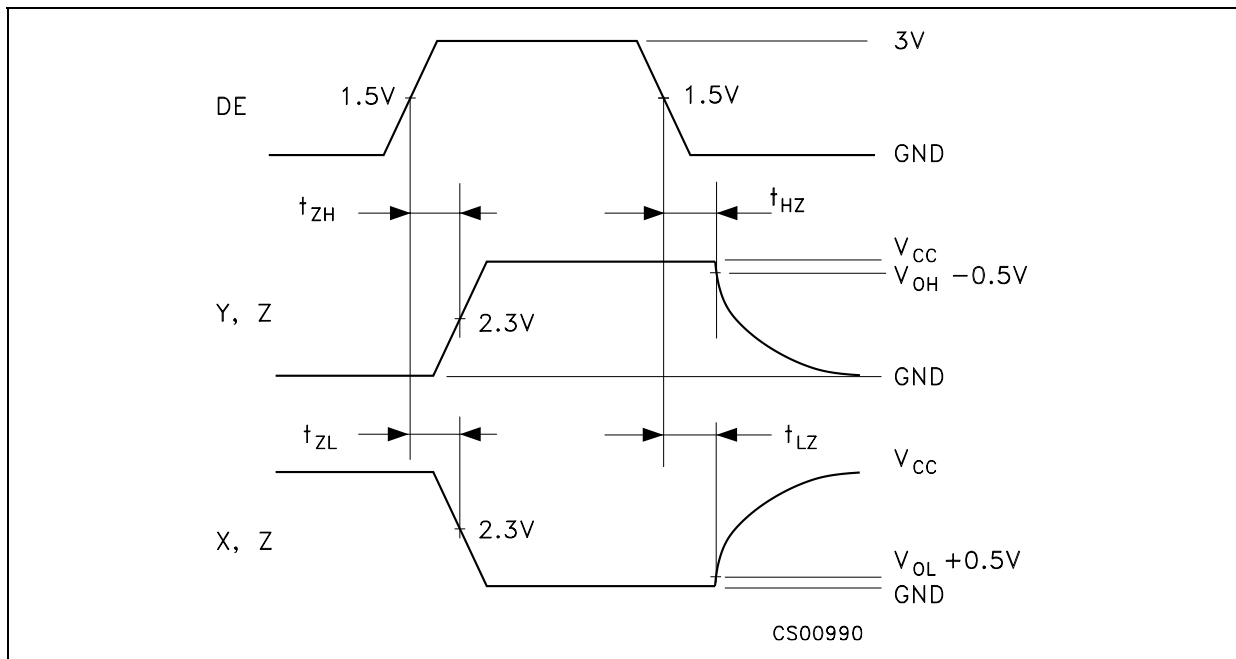 3V
DE
1.5V
1.5V
GND
tZH
tHZ
VCC
VOH -0.5V
Y, Z
2.3V
GND
tZL
tLZ
VCC
X, Z
2.3V
VOL +0.5V
GND
CS00990